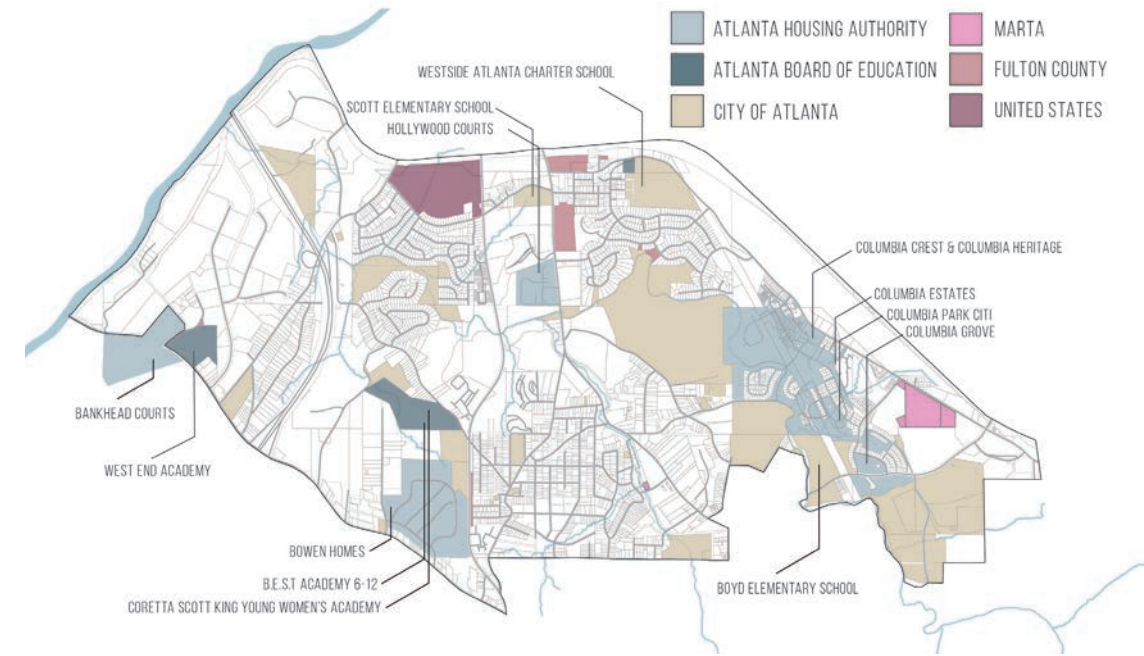 ATLANTA HOUSING AUTHORITY
ATLANTA BOARD OF EDUCATION
CITY OF ATLANTA
MARTA
FULTON COUNTY
UNITED STATES
WESTSIDE ATLANTA CHARTER SCHOOL
SCOTT ELEMENTARY SCHOOL
HOLLYWOOD COURTS
COLUMBIA CREST & COLUMBIA HERITAGE
COLUMBIA ESTATES
COLUMBIA PARK CITI
COLUMBIA GROVE
BANKHEAD COURTS
WEST END ACADEMY
BOWEN HOMES
B.E.S.T ACADEMY 6-12
CORETTA SCOTT KING YOUNG WOMEN'S ACADEMY
BOYD ELEMENTARY SCHOOL